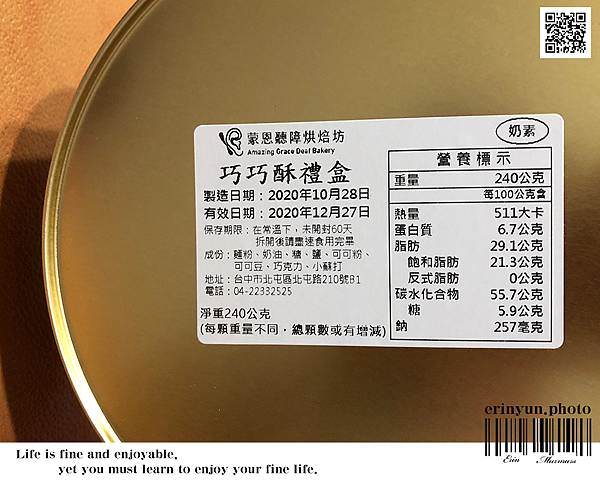 蒙恩聽障烘焙坊
Amazing Grace Deaf Bakery
奶素
巧巧酥禮盒
製造日期：2020年10月28日
有效日期：2020年12月27日
保存期限：在常溫下，未開封60天
拆開後請盡速食用完畢
成份：麵粉、奶油、糖、鹽、可可粉、
可可豆、巧克力、小蘇打
地址：台中市北屯區北屯路210號B1
電話：04-22332525
淨重240公克
(每顆重量不同，總顆數或有增減)
營養標示
重量 240公克
每100公克含
熱量 511大卡
蛋白質 6.7公克
脂肪 29.1公克
飽和脂肪 21.3公克
反式脂肪 0公克
碳水化合物 55.7公克
糖 5.9公克
鈉 257毫克
erinyun.photo
Erin Murmurs
Life is fine and enjoyable,
yet you must learn to enjoy your fine life.